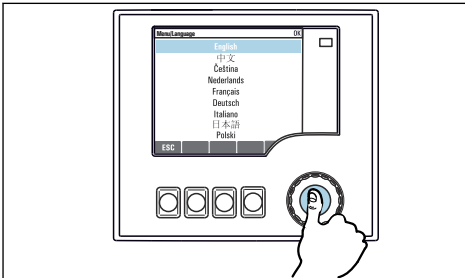 Menu/Language OK
English
中文
Čeština
Nederlands
Français
Deutsch
Italiano
日本語
Polski
ESC